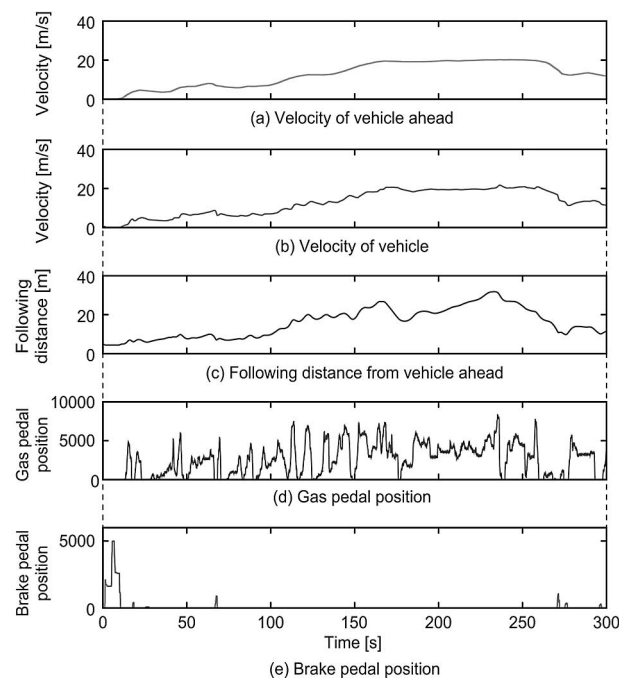 Velocity [m/s]
40
20
0
(a) Velocity of vehicle ahead
Velocity [m/s]
40
20
0
(b) Velocity of vehicle
Following
distance [m]
40
20
0
(c) Following distance from vehicle ahead
Gas pedal
position
10000
5000
0
(d) Gas pedal position
Brake pedal
position
5000
0
0 50 100 150 200 250 300
Time [s]
(e) Brake pedal position